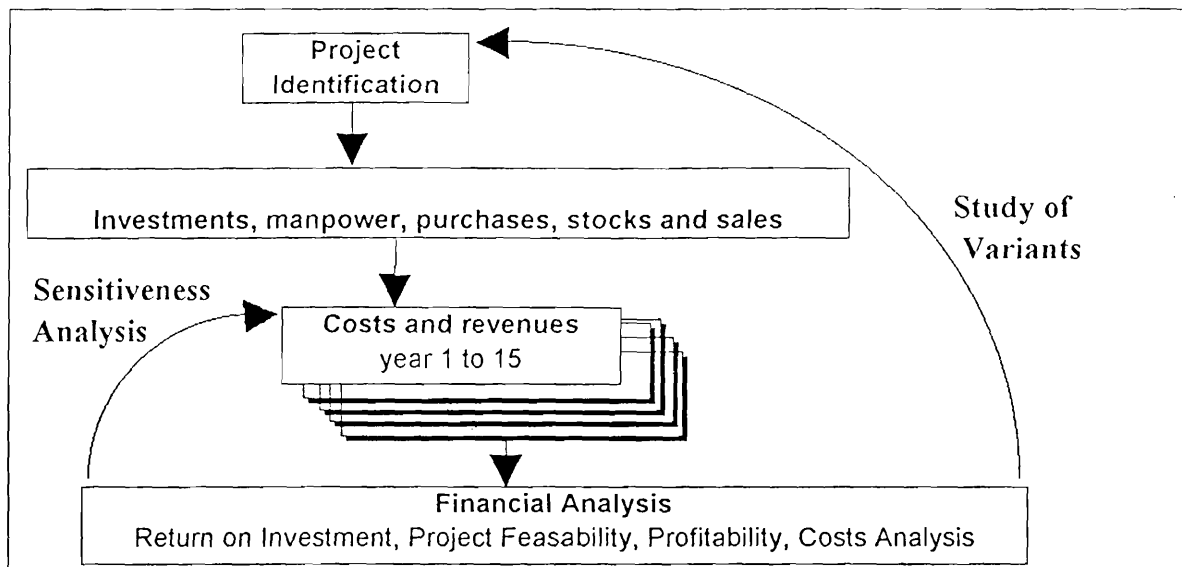 Project
Identification
Investments, manpower, purchases, stocks and sales
Study of
Variants
Sensitiveness
Analysis
Costs and revenues
year 1 to 15
Financial Analysis
Return on Investment, Project Feasability, Profitability, Costs Analysis